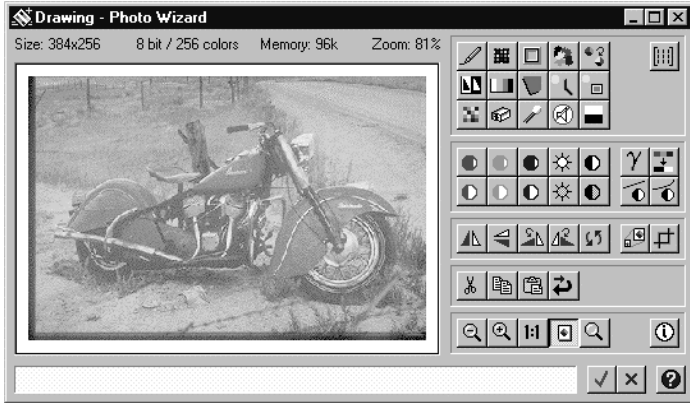 Drawing - Photo Wizard
Size: 384x256 8 bit / 256 colors Memory: 96k Zoom: 81%
γ
1:1